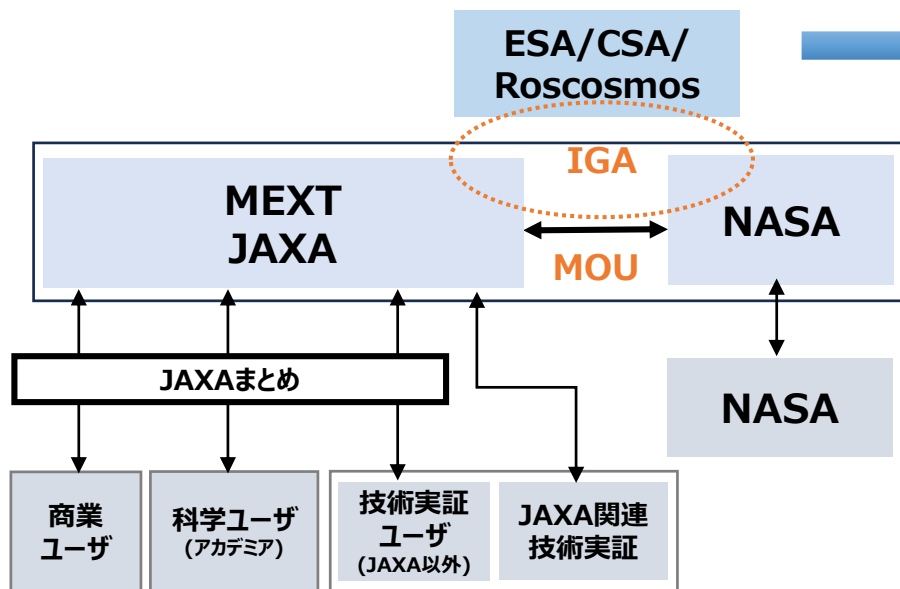 ESA/CSA/
Roscosmos
IGA
MEXT
JAXA
NASA
MOU
JAXAまとめ
NASA
商業
ユーザ
科学ユーザ
(アカデミア)
技術実証
ユーザ
(JAXA以外)
JAXA関連
技術実証